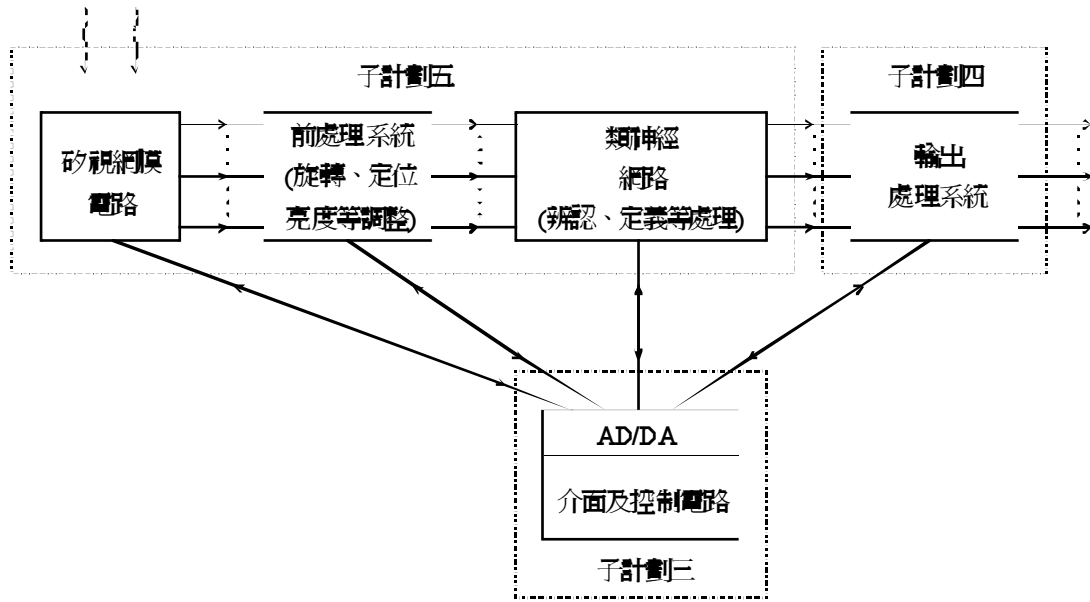 子計劃五
子計劃四
矽視網膜
電路
前處理系統
(旋轉、定位
亮度等調整)
類神經
網路
(辨認、定義等處理)
輸出
處理系統
AD/DA
介面及控制電路
子計劃三